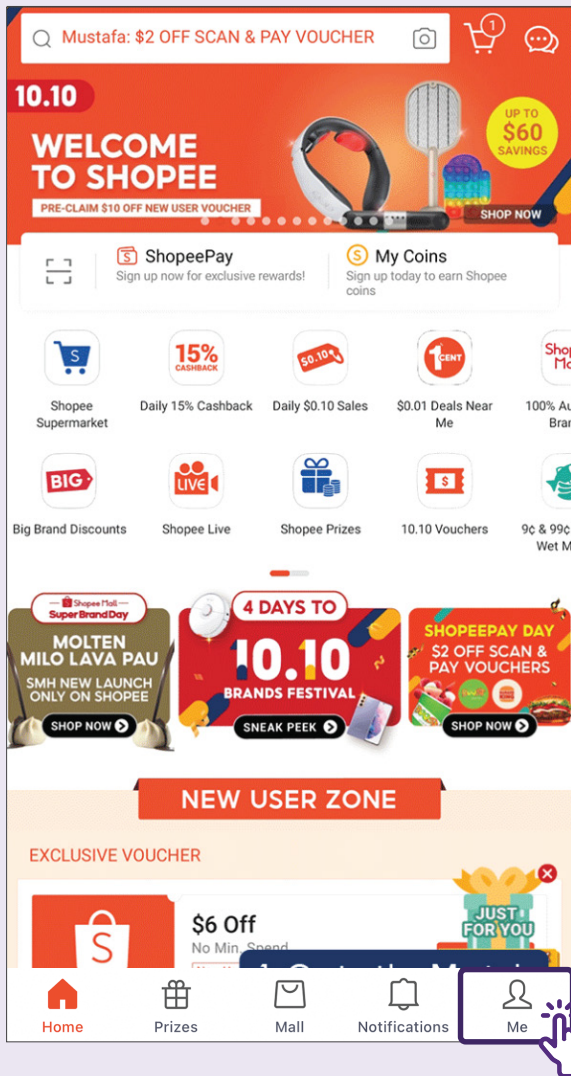 Mustafa: $2 OFF SCAN & PAY VOUCHER
1
10.10
WELCOME
TO SHOPEE
PRE-CLAIM $10 OFF NEW USER VOUCHER
UP TO
$60
SAVINGS
SHOP NOW
ShopeePay
Sign up now for exclusive rewards!
My Coins
Sign up today to earn Shopee
coins
15%
CASHBACK
$0.10
1 CENT
Shopee
Supermarket
Daily 15% Cashback
Daily $0.10 Sales
$0.01 Deals Near
Me
100%
BIG
LIVE
$
Big Brand Discounts
Shopee Live
Shopee Prizes
10.10 Vouchers
9¢ & 99¢
Wet
Shopee Mall
Super Brand Day
MOLTEN
MILO LAVA PAU
SMH NEW LAUNCH
ONLY ON SHOPEE
SHOP NOW
4 DAYS TO
10.10
BRANDS FESTIVAL
SNEAK PEEK
SHOPEEPAY DAY
$2 OFF SCAN &
PAY VOUCHERS
SHOP NOW
NEW USER ZONE
EXCLUSIVE VOUCHER
S
$6 Off
No Min. Spend
JUST
FOR YOU
Home
Prizes
Mall
Notifications
Me